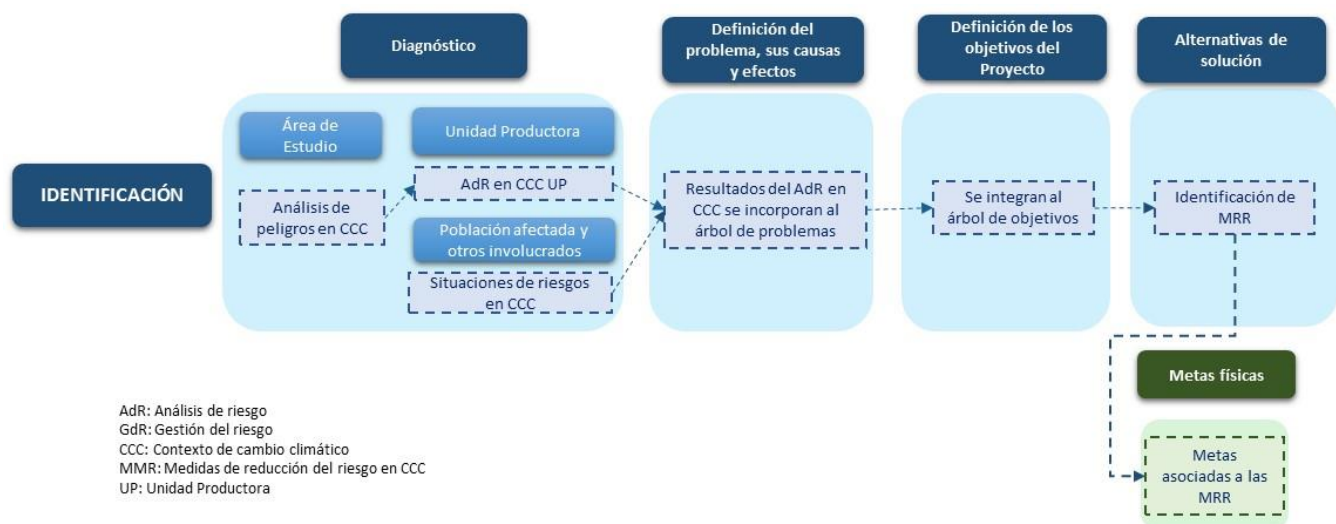 Diagnóstico
Definición del
problema, sus causas
y efectos
Definición de los
objetivos del
Proyecto
Alternativas de
solución
IDENTIFICACIÓN
Área de
Estudio
Análisis de
peligros en CCC
Unidad Productora
AdR en CCC UP
Población afectada y
otros involucrados
Situaciones de riesgos
en CCC
Resultados del AdR en
CCC se incorporan al
árbol de problemas
Se integran al
árbol de objetivos
Identificación de
MRR
Metas físicas
Metas
asociadas a las
MRR
AdR: Análisis de riesgo
GdR: Gestión del riesgo
CCC: Contexto de cambio climático
MMR: Medidas de reducción del riesgo en CCC
UP: Unidad Productora